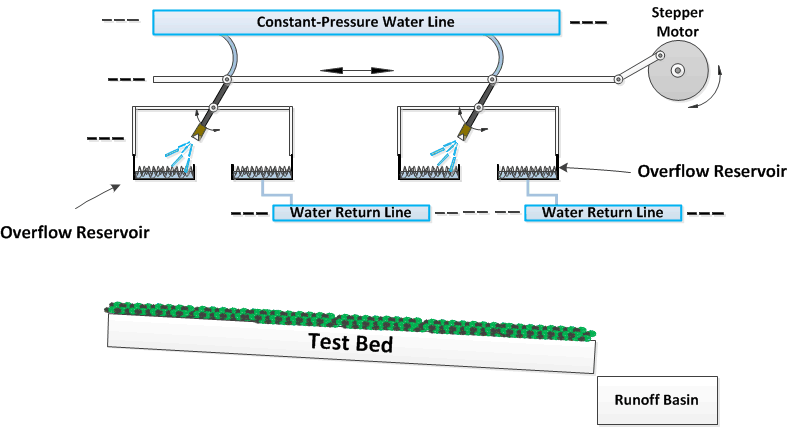 Constant-Pressure Water Line
Stepper
Motor
Overflow Reservoir
Overflow Reservoir
Water Return Line
Water Return Line
Test Bed
Runoff Basin